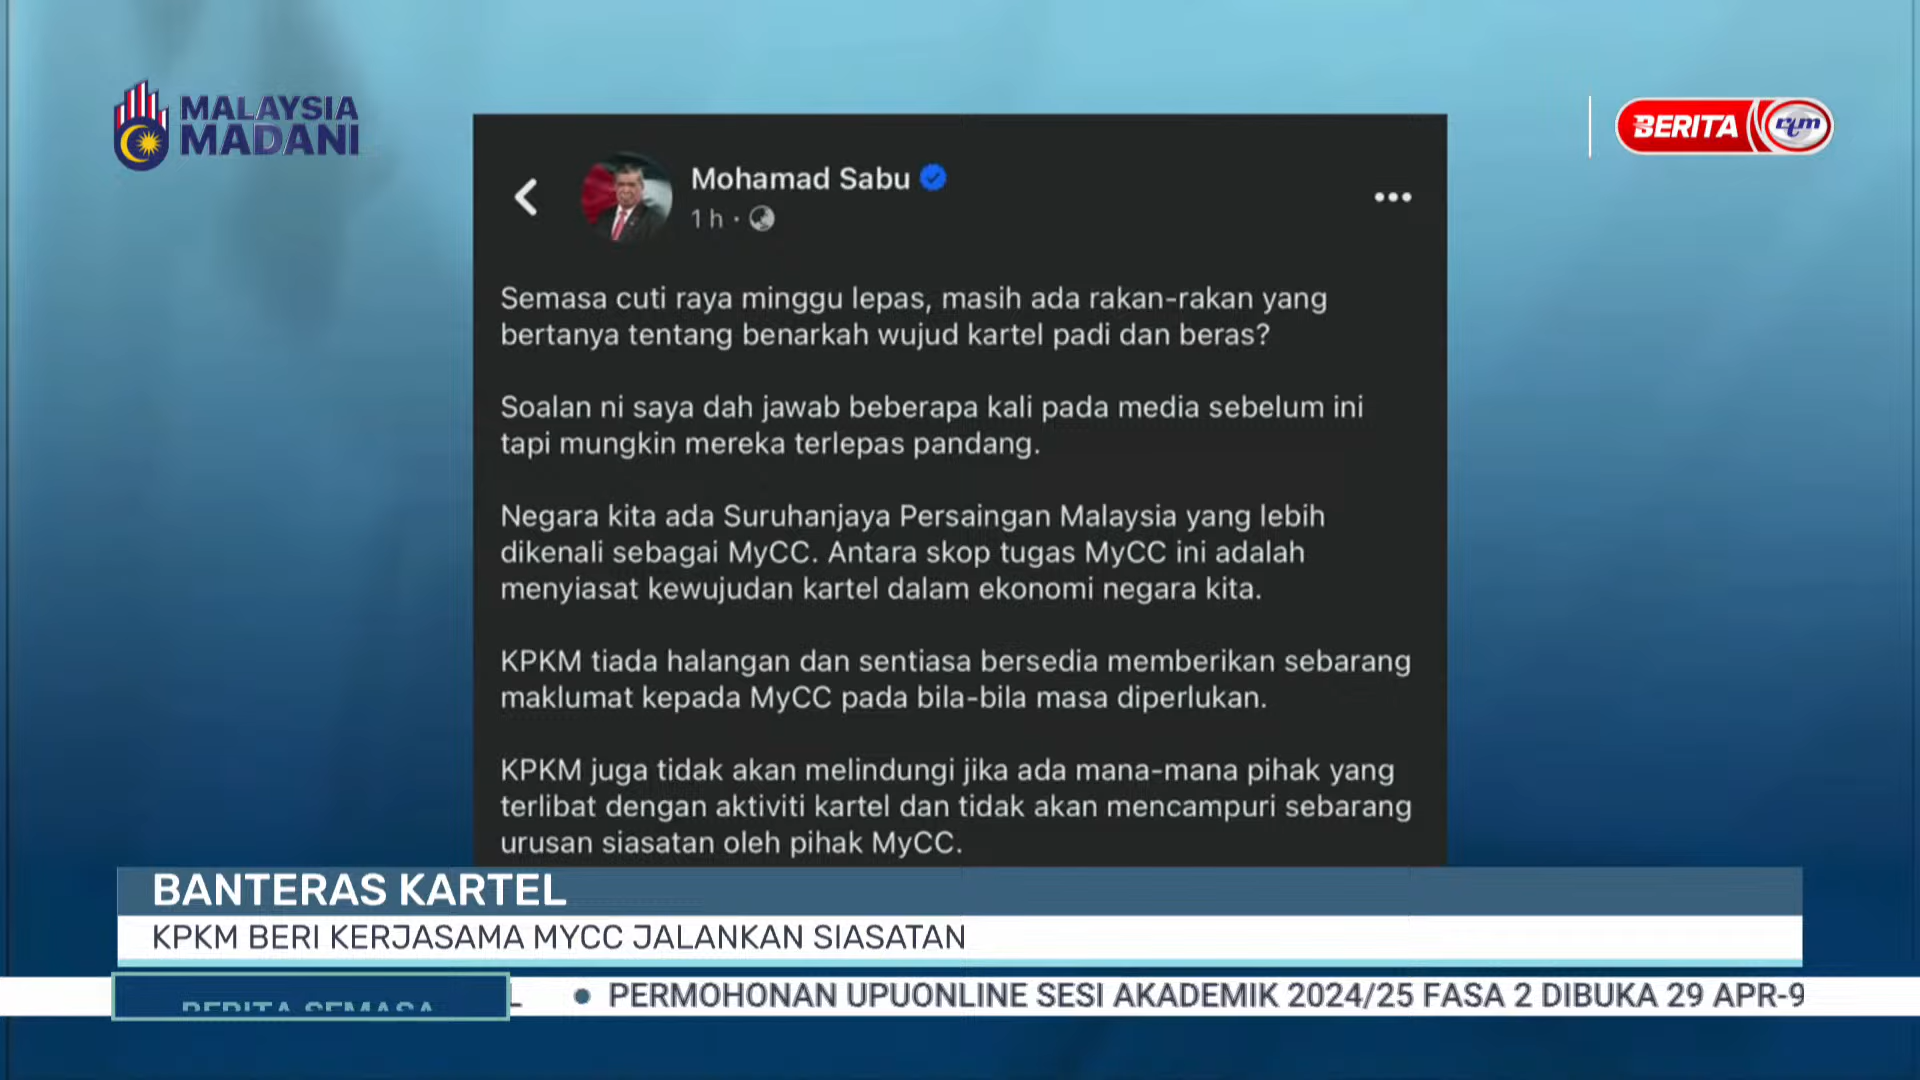 MALAYSIA
MADANI
BERITA rtm
Mohamad Sabu
1 h ·
Semasa cuti raya minggu lepas, masih ada rakan-rakan yang
bertanya tentang benarkah wujud kartel padi dan beras?
Soalan ni saya dah jawab beberapa kali pada media sebelum ini
tapi mungkin mereka terlepas pandang.
Negara kita ada Suruhanjaya Persaingan Malaysia yang lebih
dikenali sebagai MyCC. Antara skop tugas MyCC ini adalah
menyiasat kewujudan kartel dalam ekonomi negara kita.
KPKM tiada halangan dan sentiasa bersedia memberikan sebarang
maklumat kepada MyCC pada bila-bila masa diperlukan.
KPKM juga tidak akan melindungi jika ada mana-mana pihak yang
terlibat dengan aktiviti kartel dan tidak akan mencampuri sebarang
urusan siasatan oleh pihak MyCC.
BANTERAS KARTEL
KPKM BERI KERJASAMA MYCC JALANKAN SIASATAN
BERITA SEMASA • PERMOHONAN UPUONLINE SESI AKADEMIK 2024/25 FASA 2 DIBUKA 29 APR-9